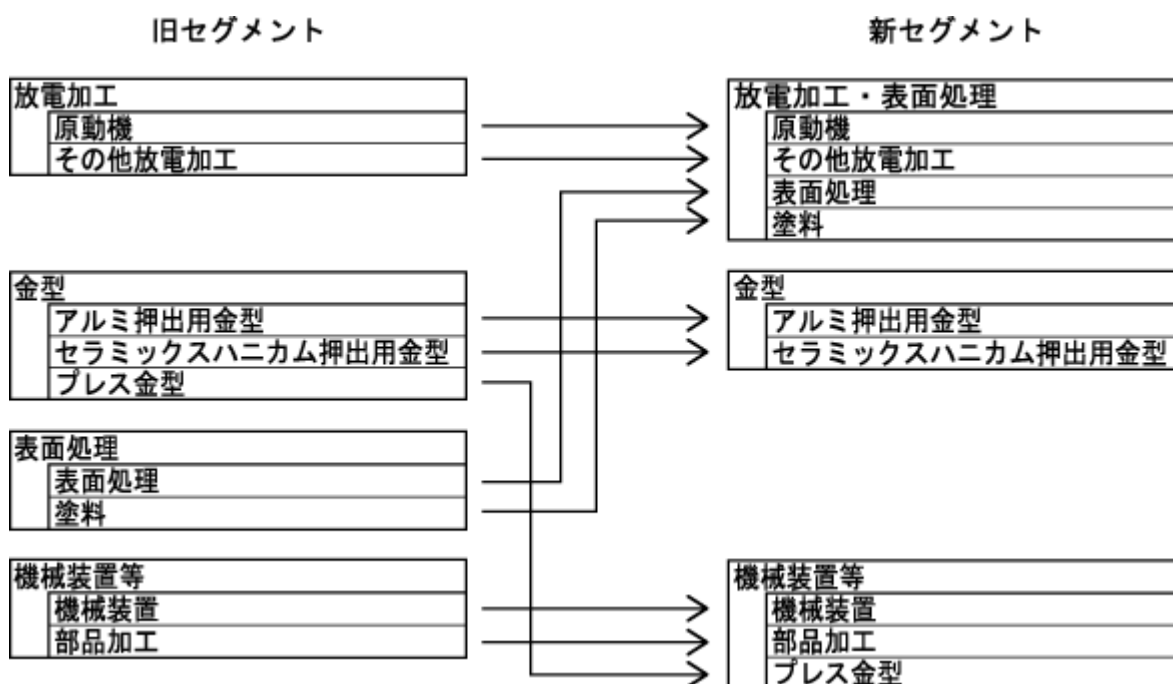 旧セグメント
放電加工
原動機
その他放電加工
金型
アルミ押出用金型
セラミックスハニカム押出用金型
プレス金型
表面処理
表面処理
塗料
機械装置等
機械装置
部品加工
新セグメント
放電加工・表面処理
原動機
その他放電加工
表面処理
塗料
金型
アルミ押出用金型
セラミックスハニカム押出用金型
機械装置等
機械装置
部品加工
プレス金型